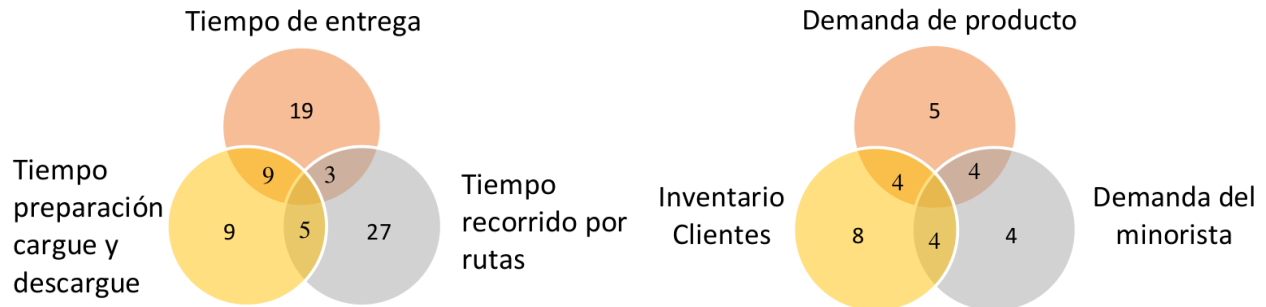 Tiempo de entrega
19
9
3
Tiempo
preparación
cargue y
descargue
9
5
27
Tiempo
recorrido por
rutas
Demanda de producto
5
4
4
Inventario
Clientes
8
4
4
Demanda del
minorista